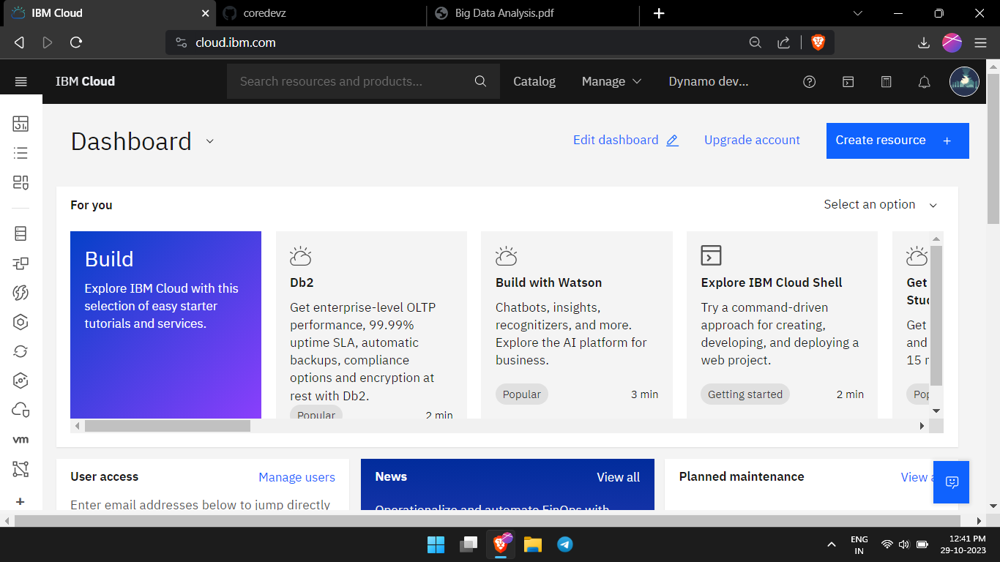 IBM Cloud
coredevz
Big Data Analysis.pdf
cloud.ibm.com
IBM Cloud
Search resources and products...
Catalog
Manage
Dynamo dev...
Dashboard
Edit dashboard
Upgrade account
Create resource +
For you
Select an option
Build
Explore IBM Cloud with this
selection of easy starter
tutorials and services.
Db2
Get enterprise-level OLTP
performance, 99.99%
uptime SLA, automatic
backups, compliance
options and encryption at
rest with Db2.
Popular
2 min
Build with Watson
Chatbots, insights,
recognitizers, and more.
Explore the AI platform for
business.
Popular
3 min
Explore IBM Cloud Shell
Try a command-driven
approach for creating,
developing, and deploying a
web project.
Getting started
2 min
Get
Get
and
15
vm
User access
Manage users
Enter email addresses below to jump directly
News
View all
Operationalize and automate FinOps with
Planned maintenance
View
ENG
IN
12:41 PM
29-10-2023